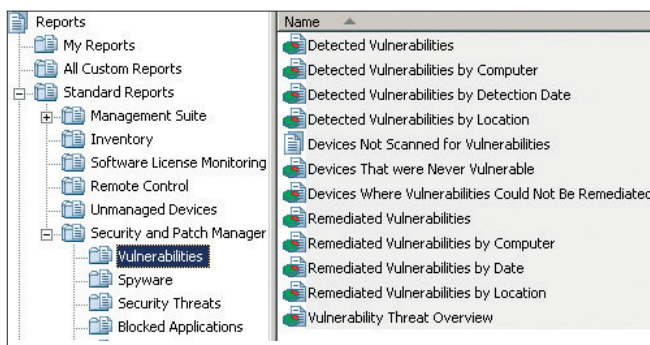 Reports
My Reports
All Custom Reports
Standard Reports
Management Suite
Inventory
Software License Monitoring
Remote Control
Unmanaged Devices
Security and Patch Manager
Vulnerabilities
Spyware
Security Threats
Blocked Applications
Name
Detected Vulnerabilities
Detected Vulnerabilities by Computer
Detected Vulnerabilities by Detection Date
Detected Vulnerabilities by Location
Devices Not Scanned for Vulnerabilities
Devices That were Never Vulnerable
Devices Where Vulnerabilities Could Not Be Remediated
Remediated Vulnerabilities
Remediated Vulnerabilities by Computer
Remediated Vulnerabilities by Date
Remediated Vulnerabilities by Location
Vulnerability Threat Overview